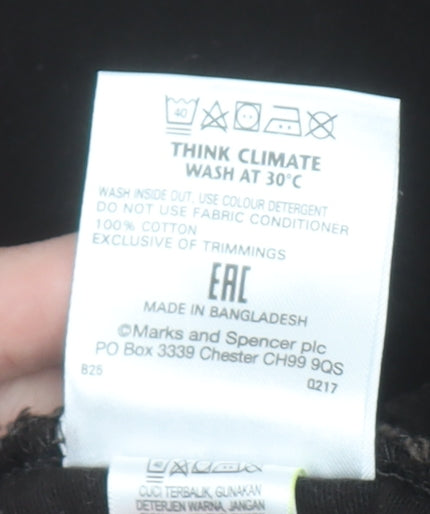 40
THINK CLIMATE
WASH AT 30°C
WASH INSIDE OUT, USE COLOUR DETERGENT
DO NOT USE FABRIC CONDITIONER
100% COTTON
EXCLUSIVE OF TRIMMINGS
EAC
MADE IN BANGLADESH
©Marks and Spencer plc
PO Box 3339 Chester CH99 9QS
B25
0217
CUCI TERBALIK, GUNAKAN
DETERJEN WARNA, JANGAN